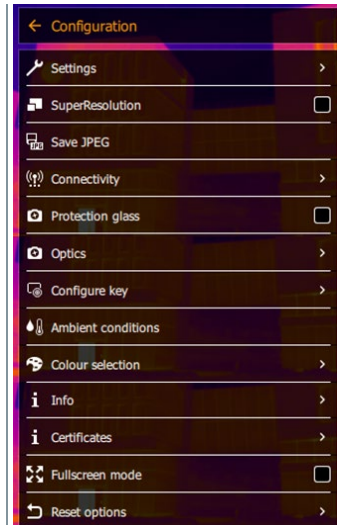 Configuration
Settings
SuperResolution
JPG
Save JPEG
Connectivity
Protection glass
Optics
Configure key
Ambient conditions
Colour selection
Info
Certificates
Fullscreen mode
Reset options